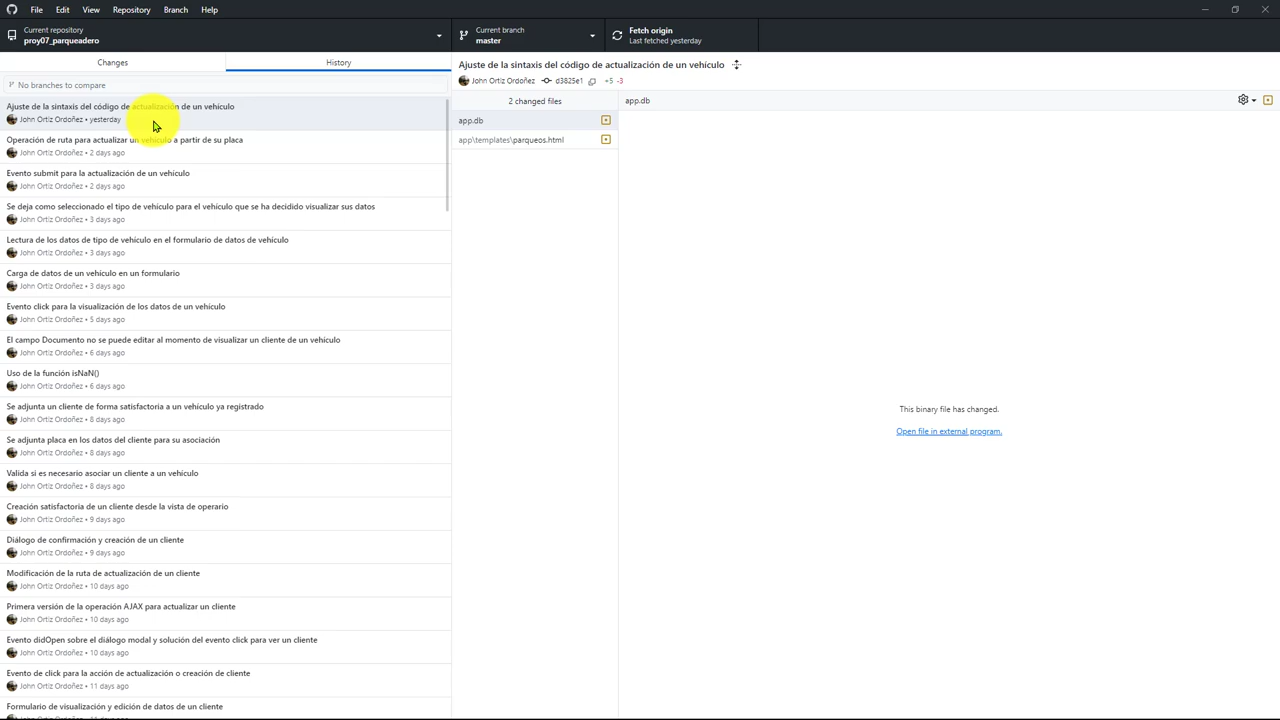 File Edit View Repository Branch Help
Current repository
proy07_parqueadero
Current branch
master
Fetch origin
Last fetched yesterday
Changes
History
No branches to compare
Ajuste de la sintaxis del código de actualización de un vehículo
John Ortiz Ordoñez • yesterday
Operación de ruta para actualizar un vehículo a partir de su placa
John Ortiz Ordoñez • 2 days ago
Evento submit para la actualización de un vehículo
John Ortiz Ordoñez • 2 days ago
Se deja como seleccionado el tipo de vehículo para el vehículo que se ha decidido visualizar sus datos
John Ortiz Ordoñez • 3 days ago
Lectura de los datos de tipo de vehículo en el formulario de datos de vehículo
John Ortiz Ordoñez • 3 days ago
Carga de datos de un vehículo en un formulario
John Ortiz Ordoñez • 3 days ago
Evento click para la visualización de los datos de un vehículo
John Ortiz Ordoñez • 5 days ago
El campo Documento no se puede editar al momento de visualizar un cliente de un vehículo
John Ortiz Ordoñez • 6 days ago
Uso de la función isNaN()
John Ortiz Ordoñez • 6 days ago
Se adjunta un cliente de forma satisfactoria a un vehículo ya registrado
John Ortiz Ordoñez • 8 days ago
Se adjunta placa en los datos del cliente para su asociación
John Ortiz Ordoñez • 8 days ago
Valida si es necesario asociar un cliente a un vehículo
John Ortiz Ordoñez • 8 days ago
Creación satisfactoria de un cliente desde la vista de operario
John Ortiz Ordoñez • 9 days ago
Diálogo de confirmación y creación de un cliente
John Ortiz Ordoñez • 9 days ago
Modificación de la ruta de actualización de un cliente
John Ortiz Ordoñez • 10 days ago
Primera versión de la operación AJAX para actualizar un cliente
John Ortiz Ordoñez • 10 days ago
Evento didOpen sobre el diálogo modal y solución del evento click para ver un cliente
John Ortiz Ordoñez • 10 days ago
Evento de click para la acción de actualización o creación de cliente
John Ortiz Ordoñez • 11 days ago
Formulario de visualización y edición de datos de un cliente
Ajuste de la sintaxis del código de actualización de un vehículo
John Ortiz Ordoñez d3825e1 +5 -3
2 changed files
app.db
app\templates\parqueos.html
app.db
This binary file has changed.
Open file in external program.